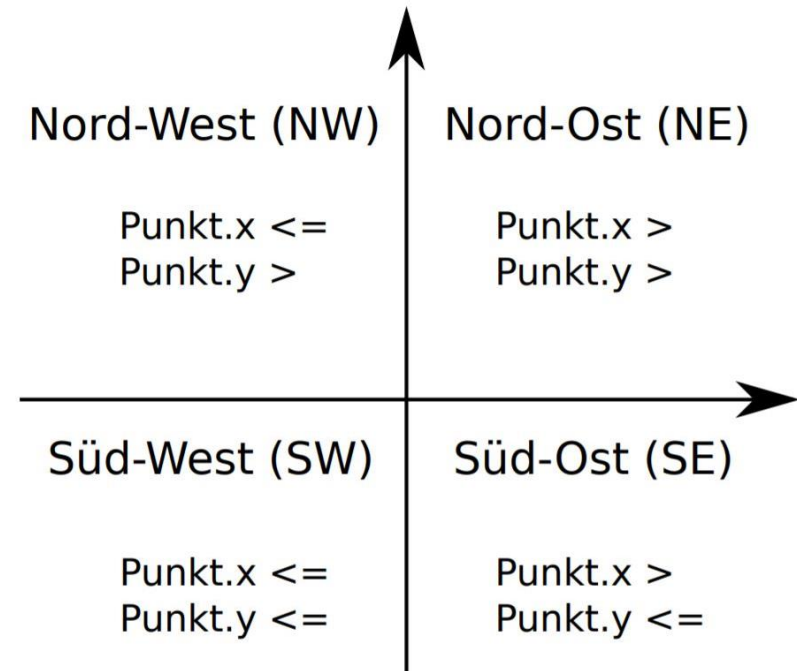 Nord-West (NW)
Punkt.x <=
Punkt.y >
Nord-Ost (NE)
Punkt.x >
Punkt.y >
Süd-West (SW)
Punkt.x <=
Punkt.y <=
Süd-Ost (SE)
Punkt.x >
Punkt.y <=